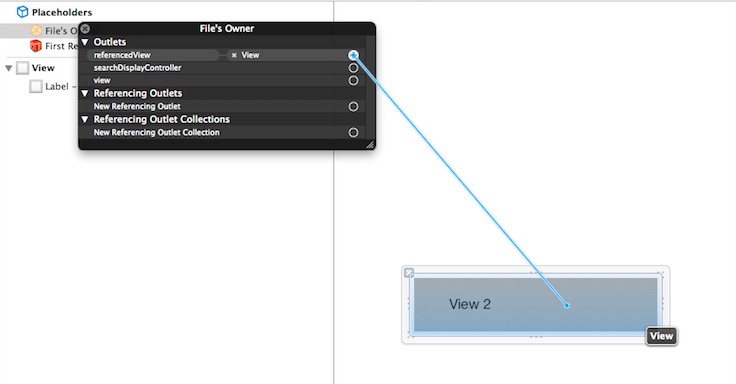 Placeholders
File's O
First Re
View
Label –
File's Owner
Outlets
referencedView View
searchDisplayController
view
Referencing Outlets
New Referencing Outlet
Referencing Outlet Collections
New Referencing Outlet Collection
View 2
View